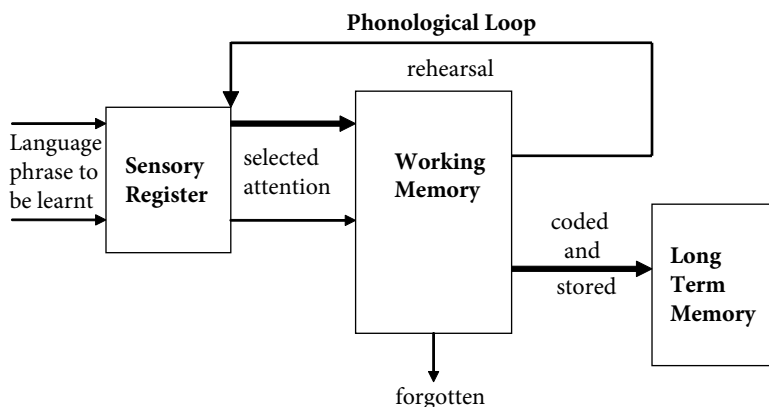 Phonological Loop
rehearsal
Language
phrase to
be learnt
Sensory
Register
selected
attention
Working
Memory
coded
and
stored
Long
Term
Memory
forgotten